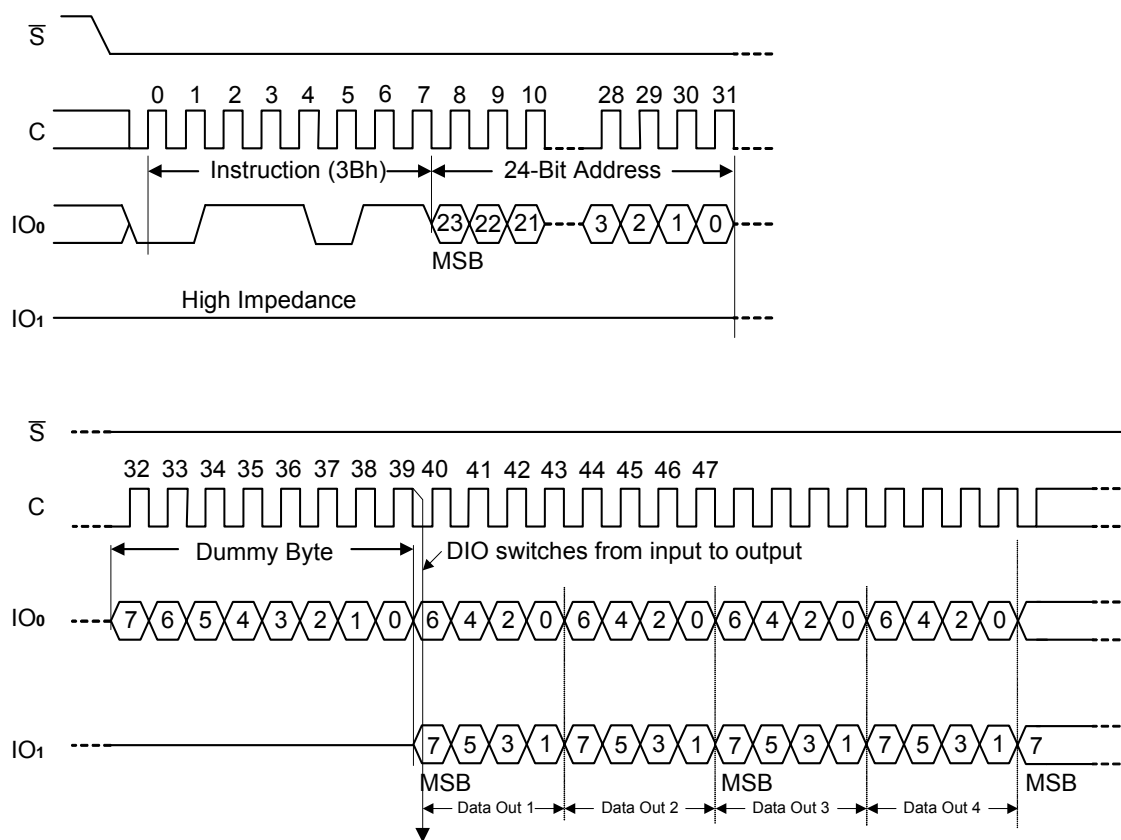 S
0 1 2 3 4 5 6 7 8 9 10 28 29 30 31
C
Instruction (3Bh) 24-Bit Address
IO0 23 22 21 3 2 1 0
MSB
High Impedance
IO1
S
32 33 34 35 36 37 38 39 40 41 42 43 44 45 46 47
C
Dummy Byte DIO switches from input to output
IO0 7 6 5 4 3 2 1 0 6 4 2 0 6 4 2 0 6 4 2 0 6 4 2 0
IO1 7 5 3 1 7 5 3 1 7 5 3 1 7 5 3 1 7
MSB MSB MSB
Data Out 1 Data Out 2 Data Out 3 Data Out 4